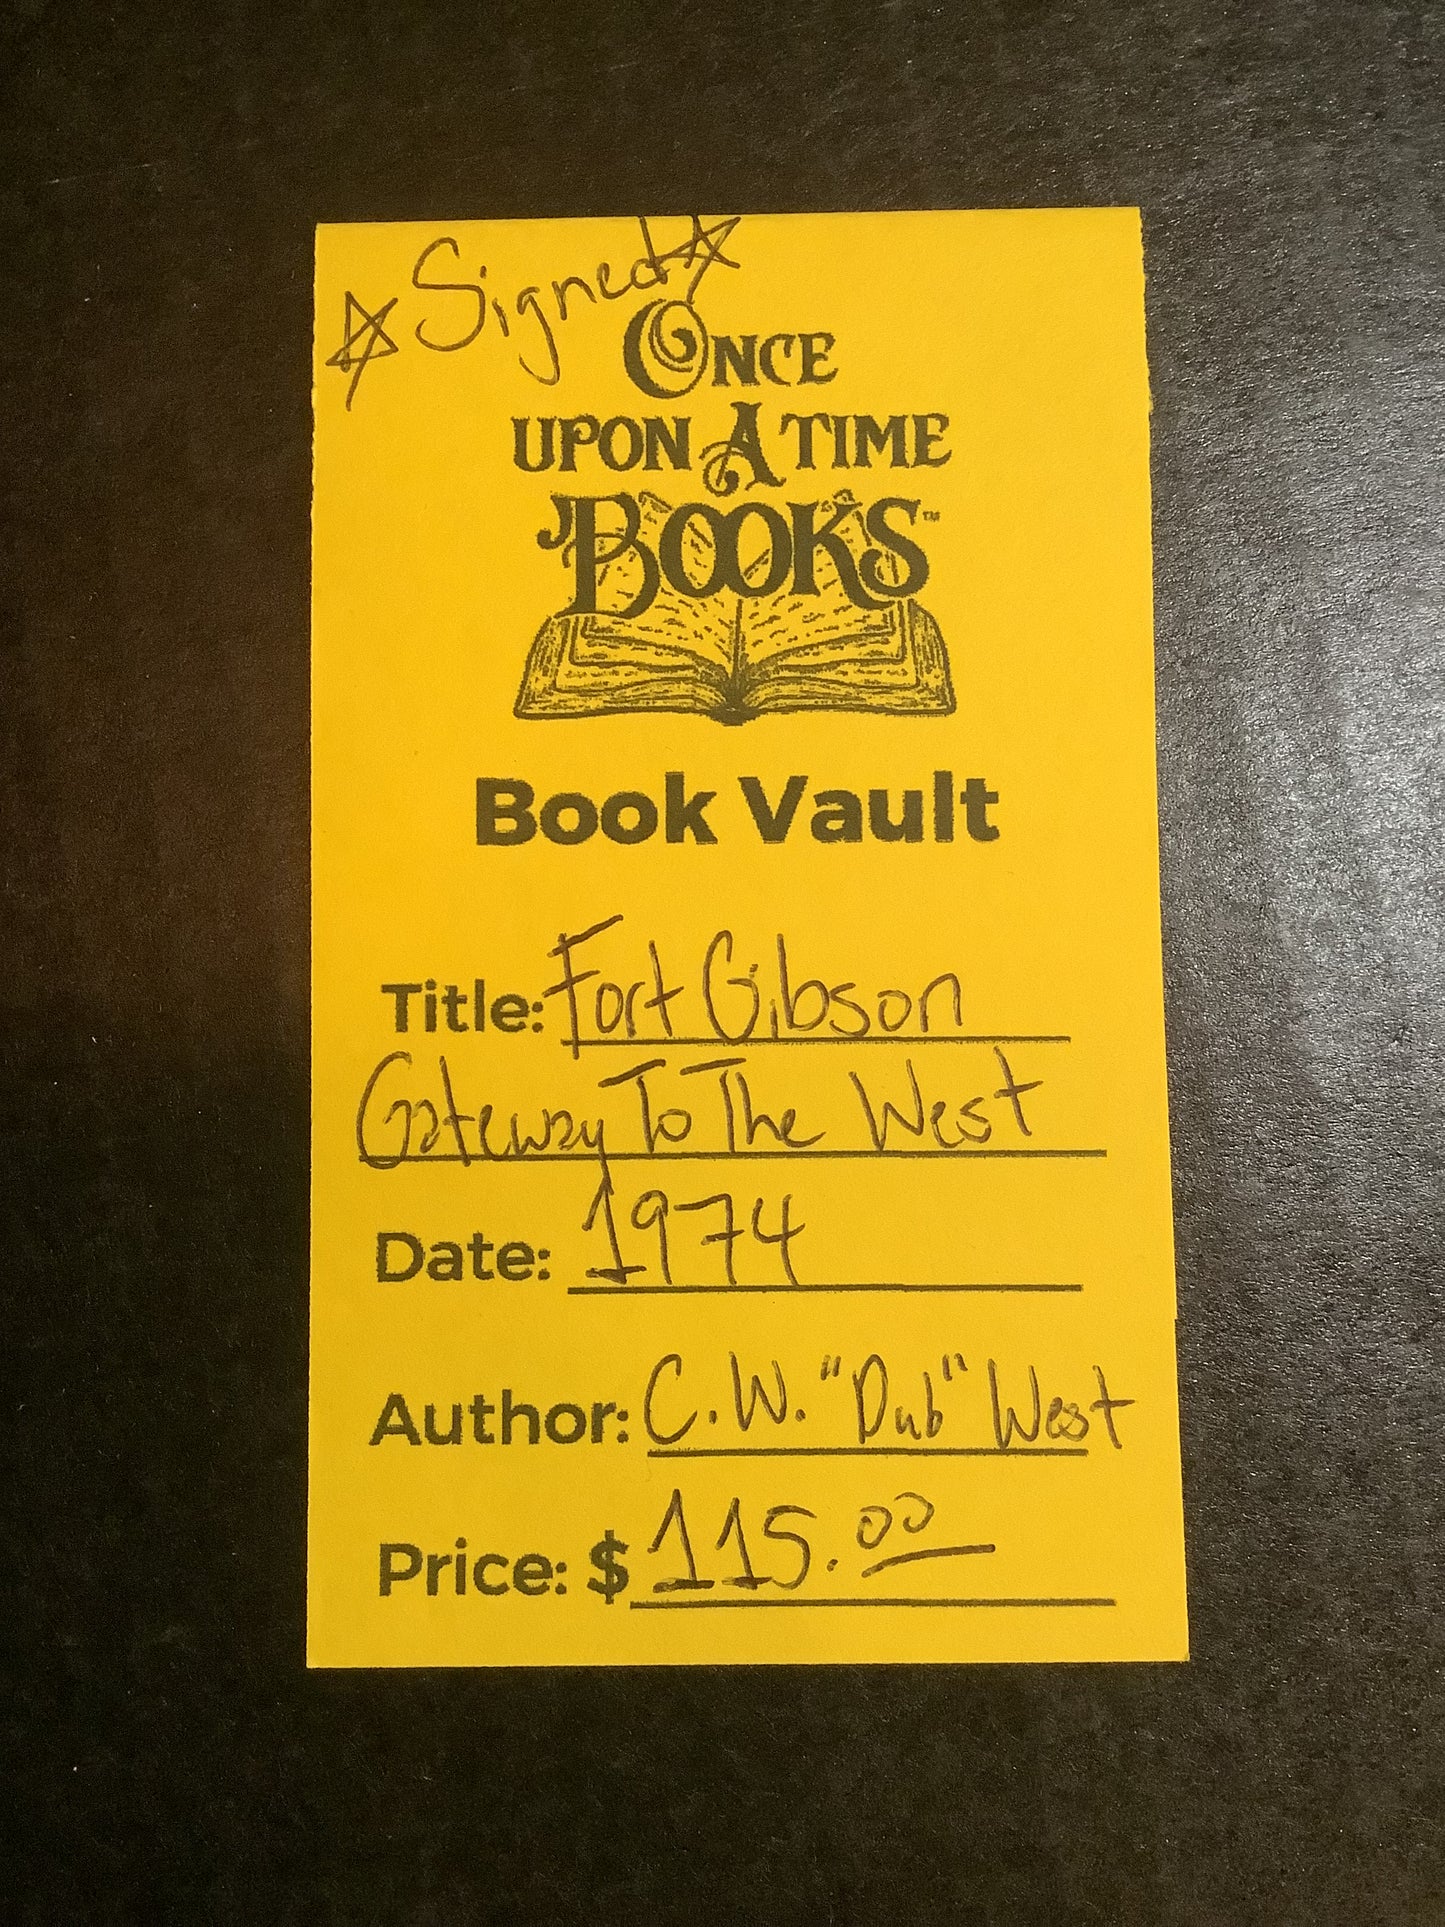 ☆Signed☆
ONCE
UPON A TIME
BOOKS™
Book Vault
Title: Fort Gibson
Gateway To The West
Date: 1974
Author: C.W. "Dub" West
Price: $ 115.00